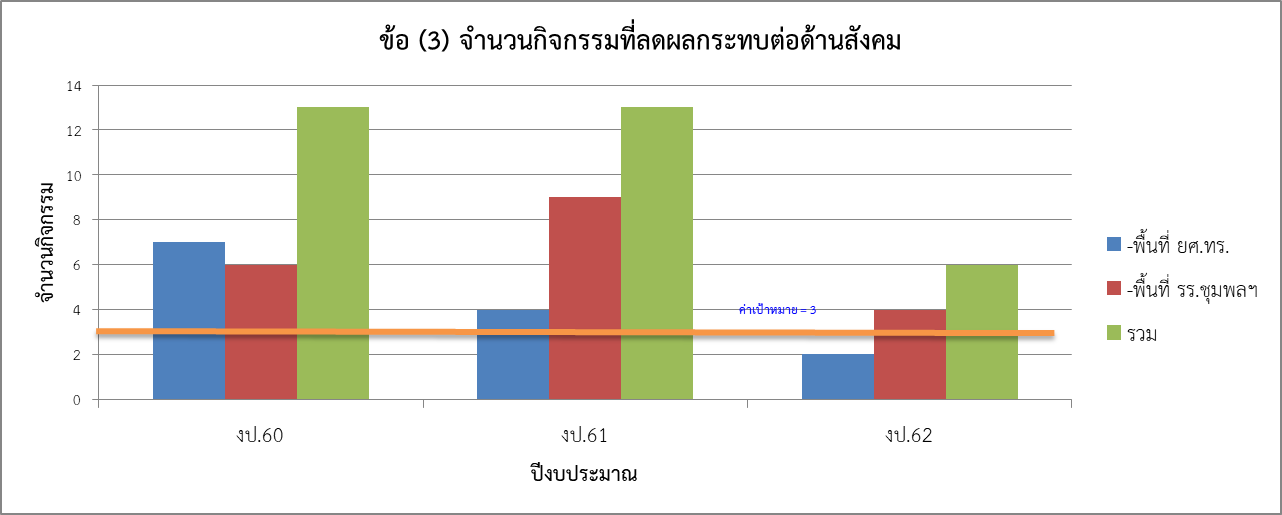 ข้อ (3) จำนวนกิจกรรมที่ลดผลกระทบต่อด้านสังคม
จำนวนกิจกรรม
14
12
10
8
6
4
2
0
ค่าเป้าหมาย = 3
งป.60
งป.61
งป.62
ปีงบประมาณ
-พื้นที่ ยศ.ทร.
-พื้นที่ รร.ชุมพลฯ
รวม